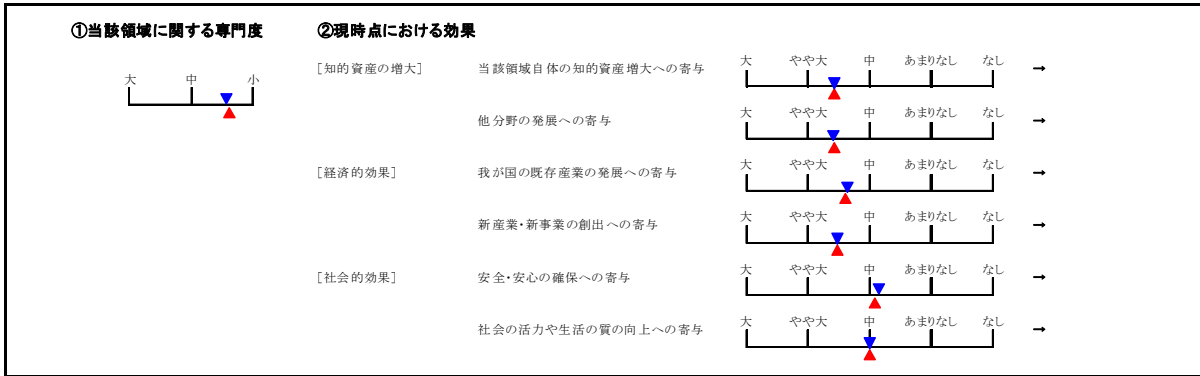 ①当該領域に関する専門度
②現時点における効果
大 中 小
[知的資産の増大] 当該領域自体の知的資産増大への寄与 大 やや大 中 あまりなし なし →
他分野の発展への寄与 大 やや大 中 あまりなし なし →
[経済的効果] 我が国の既存産業の発展への寄与 大 やや大 中 あまりなし なし →
新産業・新事業の創出への寄与 大 やや大 中 あまりなし なし →
[社会的効果] 安全・安心の確保への寄与 大 やや大 中 あまりなし なし →
社会の活力や生活の質の向上への寄与 大 やや大 中 あまりなし なし →